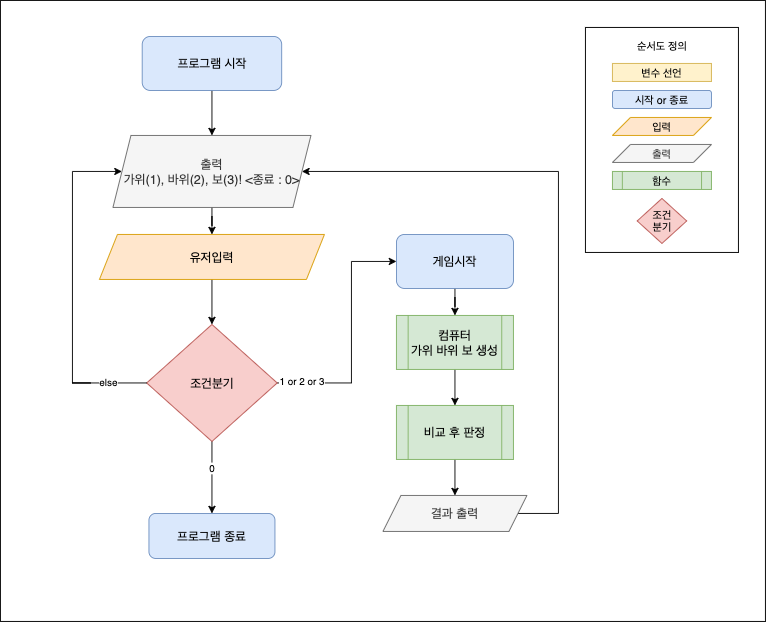 프로그램 시작
출력
가위(1), 바위(2), 보(3)! <종료 : 0>
유저입력
조건분기
else
1 or 2 or 3
0
프로그램 종료
게임시작
컴퓨터
가위 바위 보 생성
비교 후 판정
결과 출력
순서도 정의
변수 선언
시작 or 종료
입력
출력
함수
조건
분기